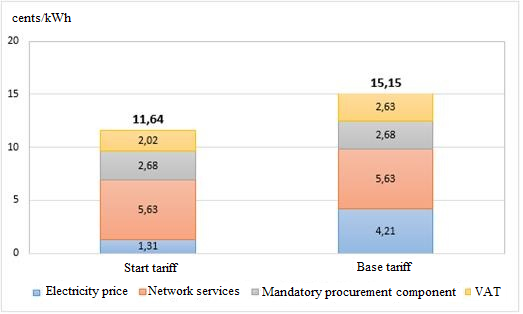 cents/kWh
20
15
10
5
0
11,64
2,02
2,68
5,63
1,31
15,15
2,63
2,68
5,63
4,21
Start tariff
Base tariff
Electricity price
Network services
Mandatory procurement component
VAT